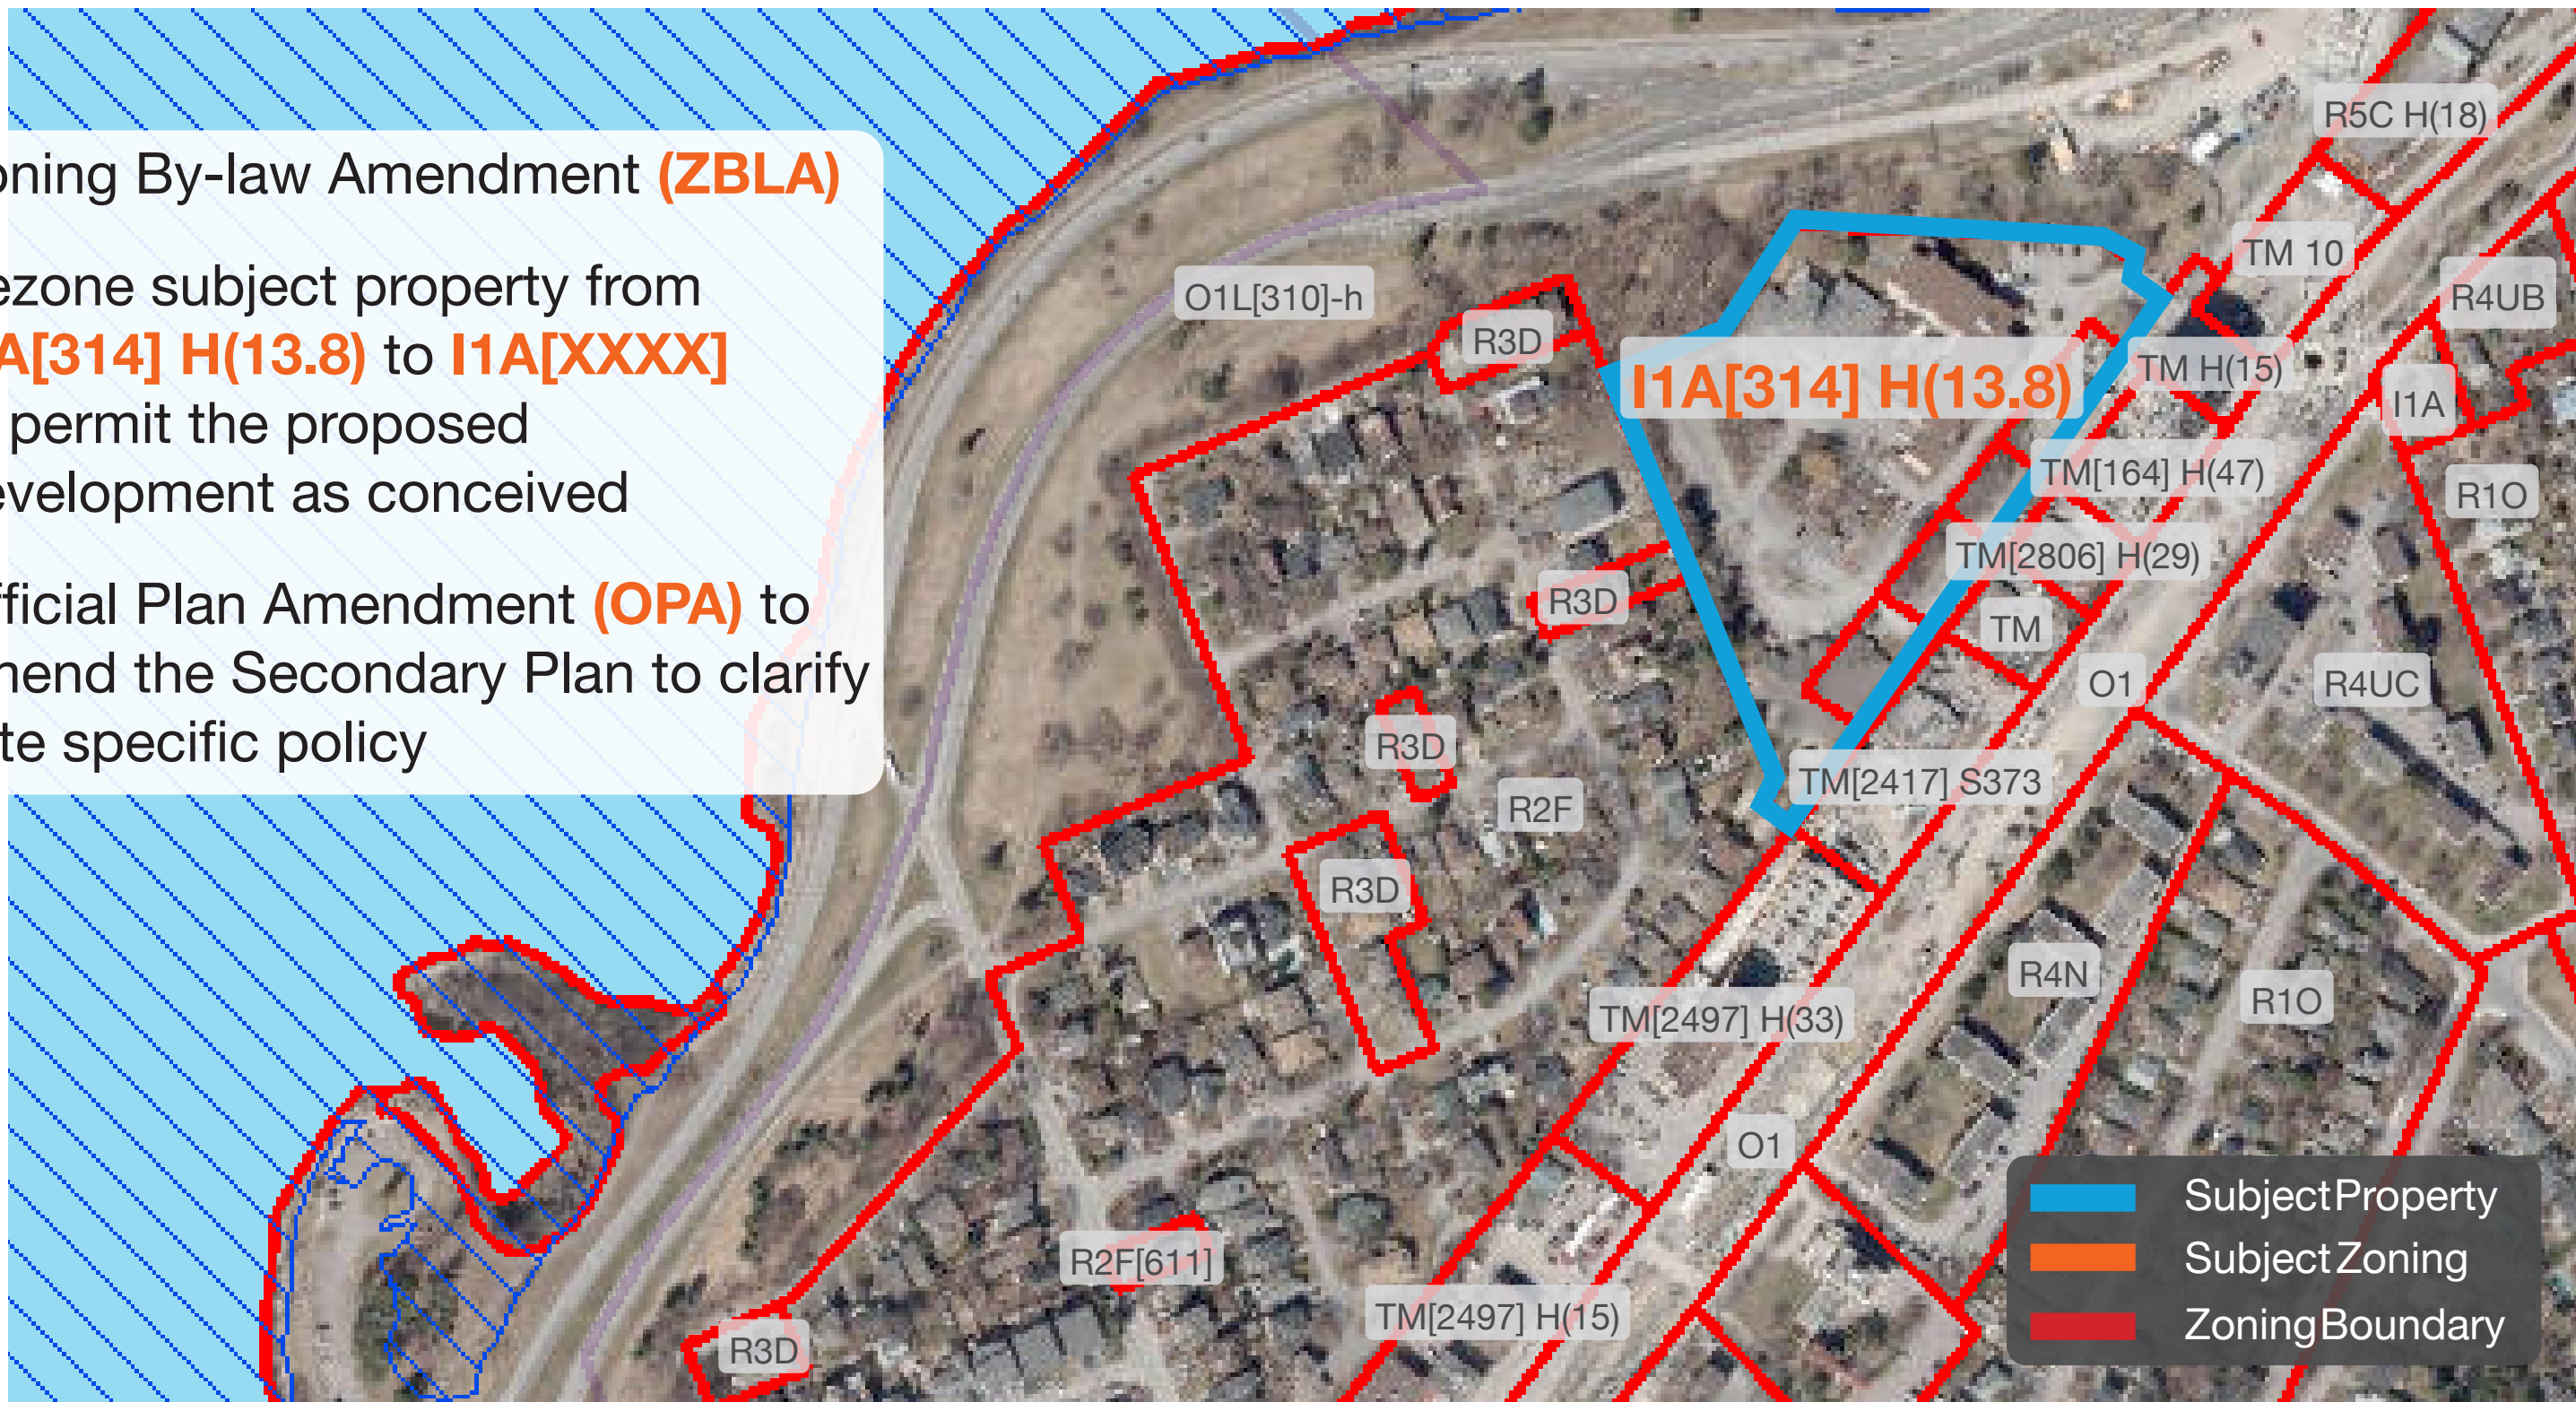 oning By-law Amendment (ZBLA)
ezone subject property from
A[314] H(13.8) to I1A[XXXX]
permit the proposed
evelopment as conceived
fficial Plan Amendment (OPA) to
mend the Secondary Plan to clarify
te specific policy
R5C H(18)
TM 10
R4UB
O1L[310]-h
R3D
I1A[314] H(13.8)
TM H(15)
I1A
TM[164] H(47)
R1O
TM[2806] H(29)
R3D
TM
O1
R4UC
R3D
R2F
TM[2417] S373
R3D
R4N
R1O
TM[2497] H(33)
O1
R2F[611]
TM[2497] H(15)
R3D
Subject Property
Subject Zoning
Zoning Boundary